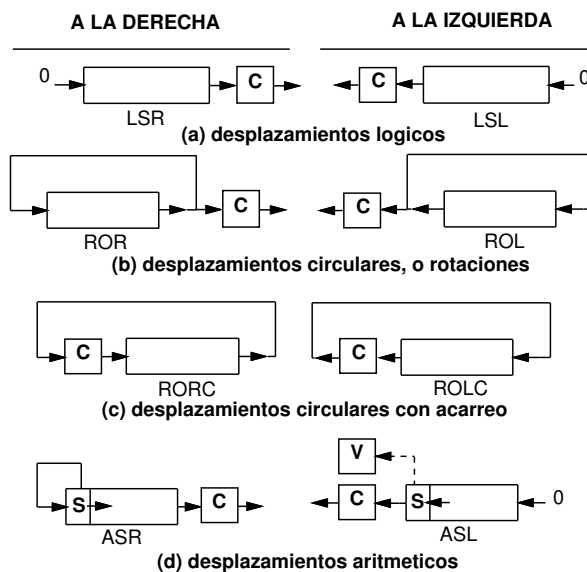 A LA DERECHA A LA IZQUIERDA
0 C C 0
LSR LSL
(a) desplazamientos logicos
C C
ROR ROL
(b) desplazamientos circulares, o rotaciones
C C
RORC ROLC
(c) desplazamientos circulares con acarreo
V
S C C S 0
ASR ASL
(d) desplazamientos aritmeticos